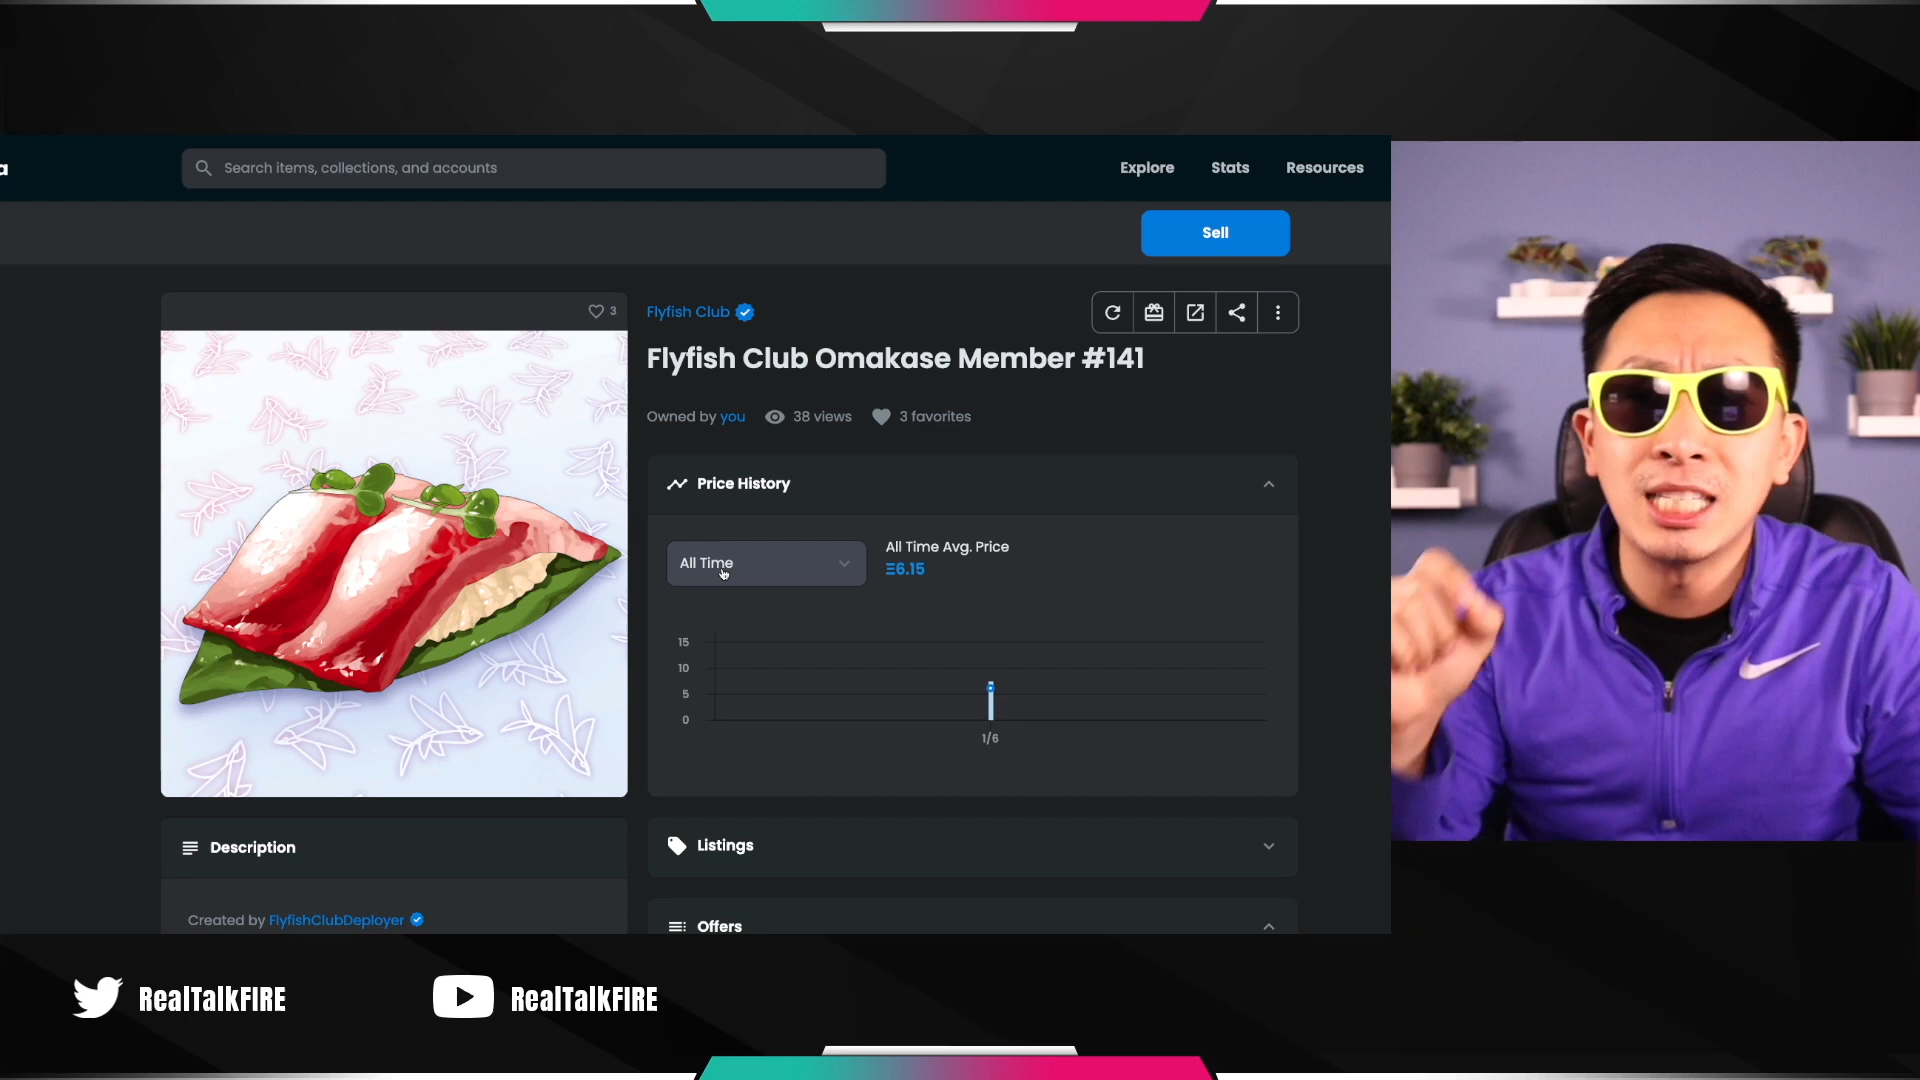 a
Search items, collections, and accounts
Explore
Stats
Resources
Sell
3
Flyfish Club
Flyfish Club Omakase Member #141
Owned by you
38 views
3 favorites
Price History
All Time
All Time Avg. Price
Ξ6.15
15
10
5
0
1/6
Listings
Offers
Description
Created by FlyfishClubDeployer
RealTalkFIRE
RealTalkFIRE